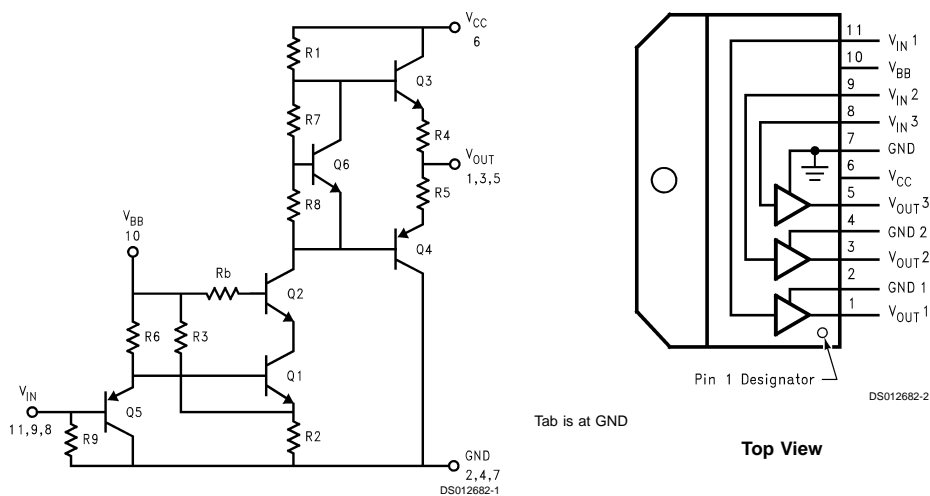 V_CC
6
R1
Q3
R7
R4
Q6
V_OUT
1,3,5
R5
R8
Q4
V_BB
10
Rb
Q2
R6
R3
Q1
V_IN
11,9,8
Q5
R9
R2
GND
2,4,7
DS012682-1
11
V_IN 1
10
V_BB
9
V_IN 2
8
V_IN 3
7
GND
6
V_CC
5
V_OUT 3
4
GND 2
3
V_OUT 2
2
GND 1
1
V_OUT 1
Pin 1 Designator
DS012682-2
Tab is at GND
Top View